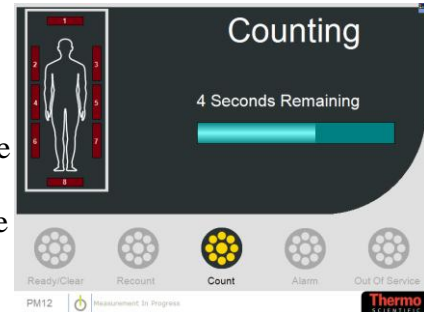 Counting
1
2
3
4
5
6
7
8
4 Seconds Remaining
e
e
Ready/Clear
Recount
Count
Alarm
Out Of Service
PM12
Measurement In Progress
Thermo
SCIENTIFIC